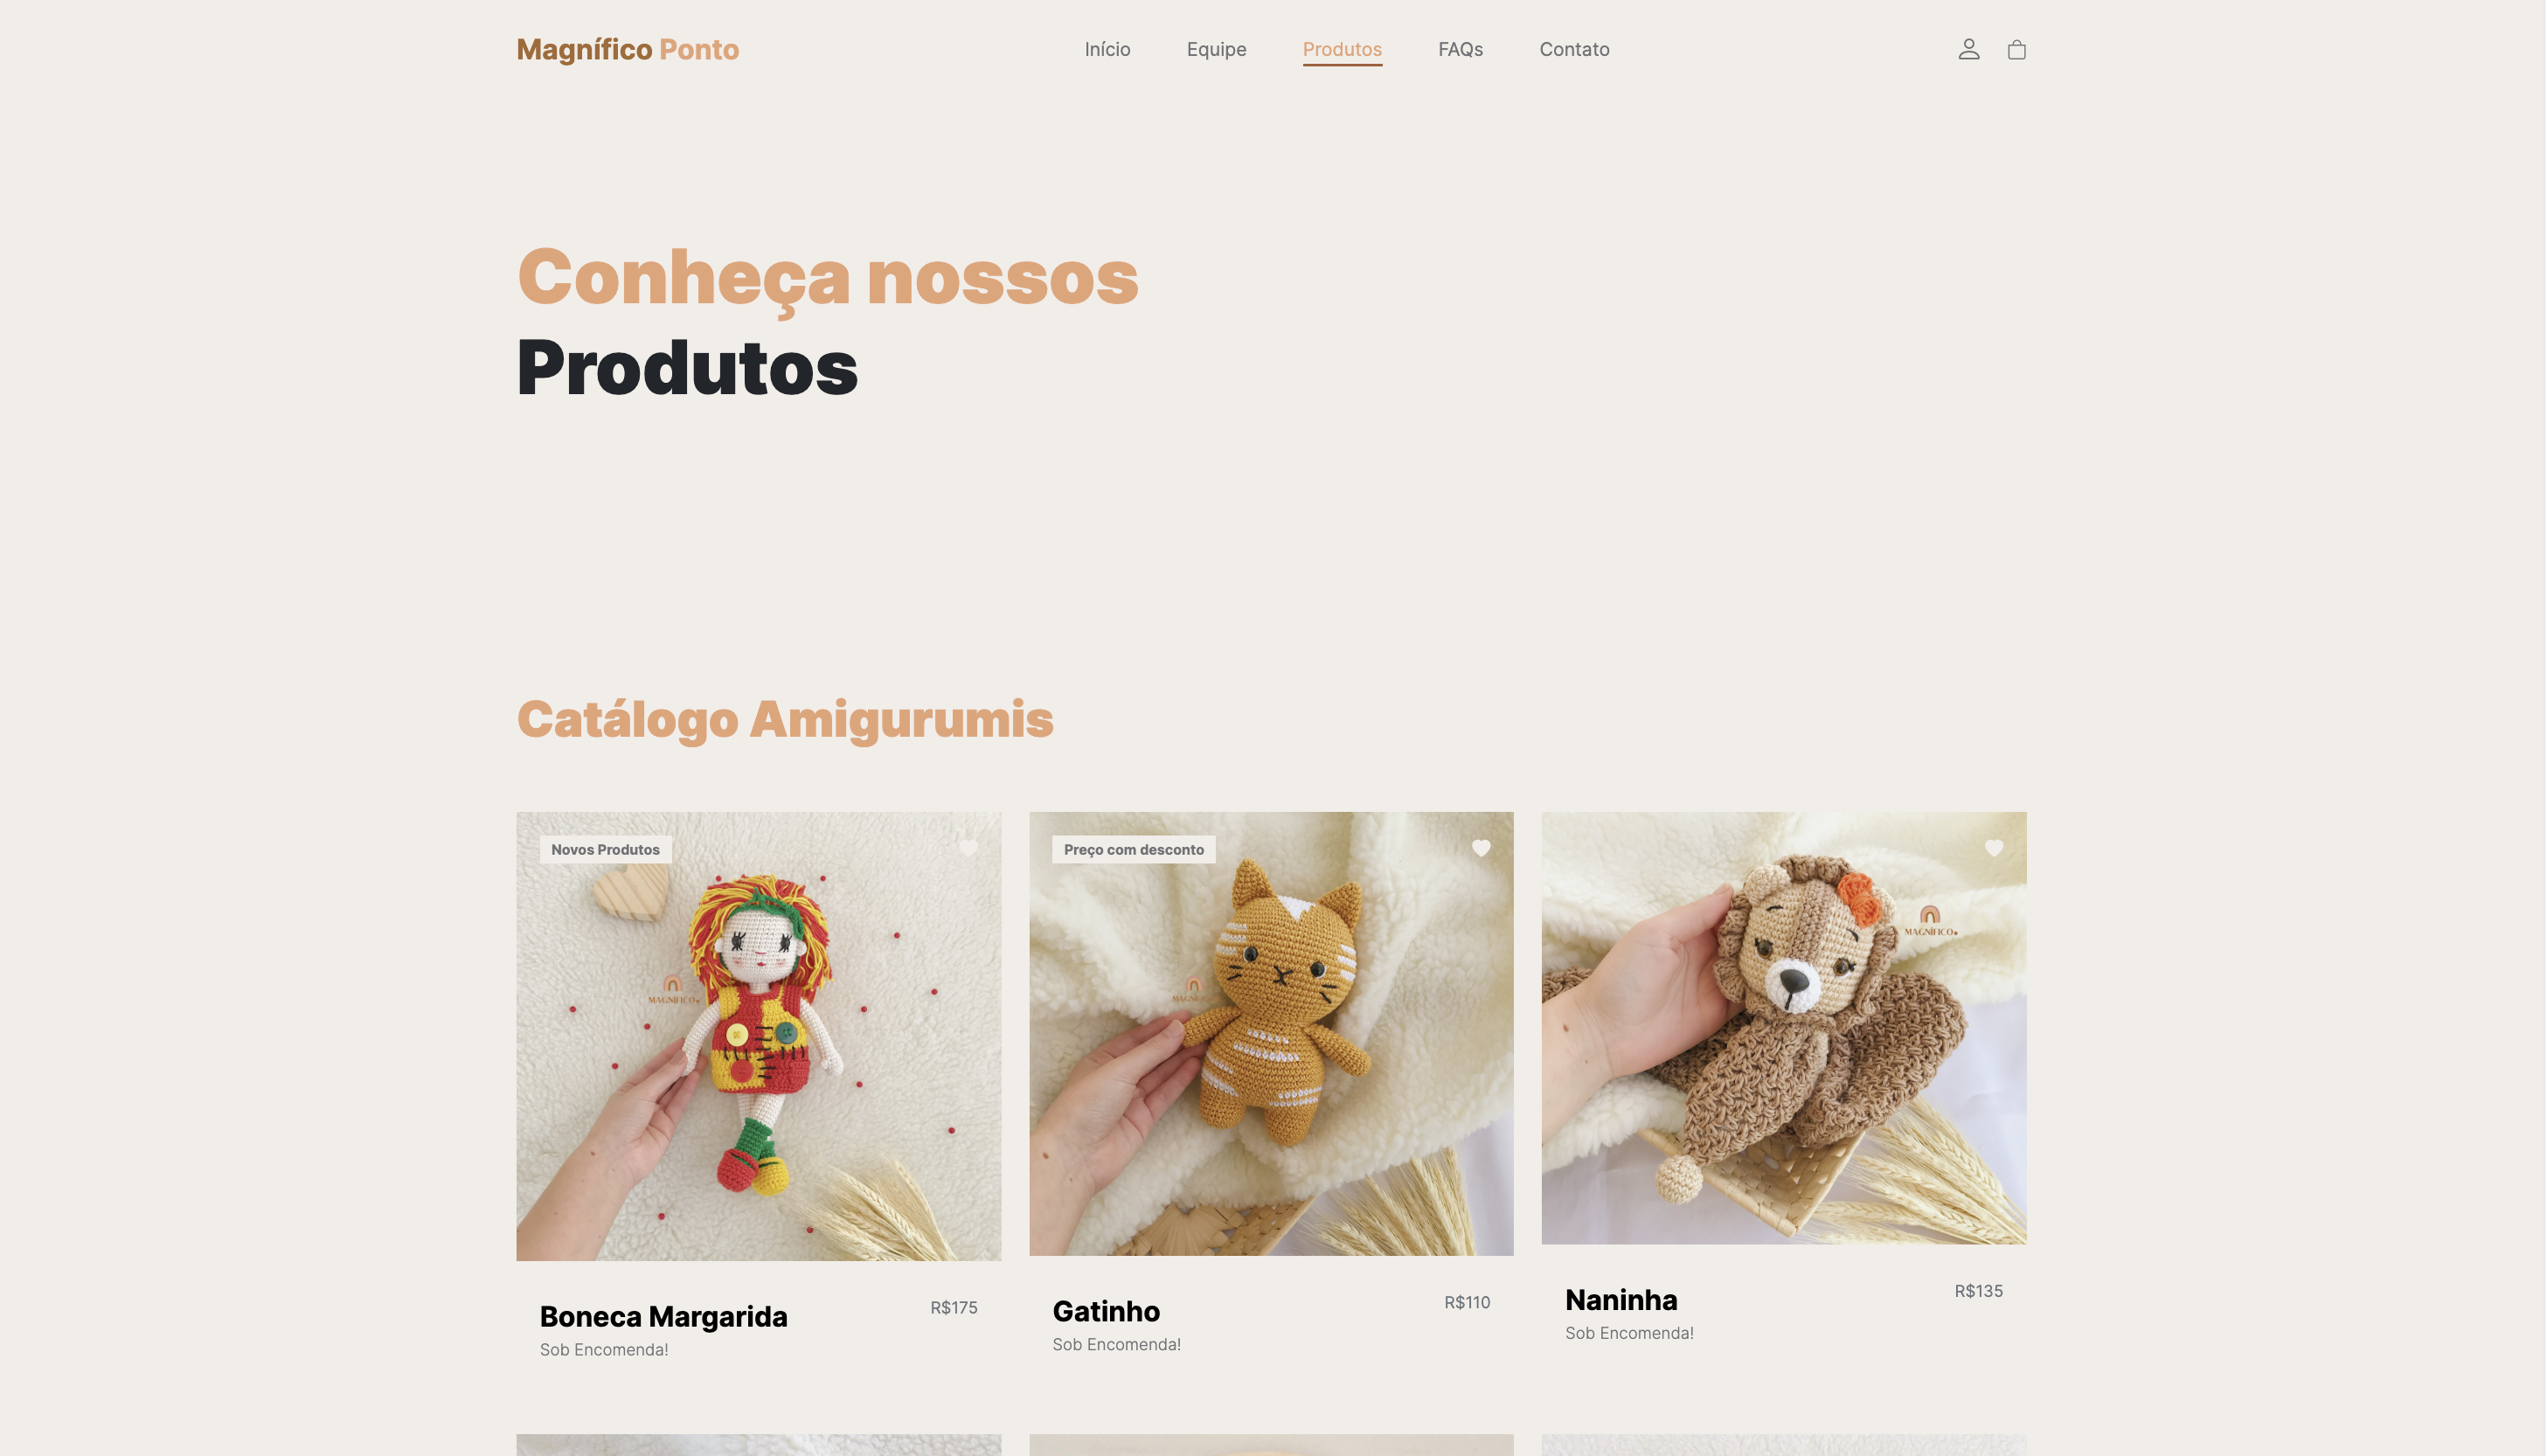 Magnífico Ponto
Início
Equipe
Produtos
FAQs
Contato
Conheça nossos
Produtos
Catálogo Amigurumis
Novos Produtos
MAGNÍFICO.
Boneca Margarida
R$175
Sob Encomenda!
Preço com desconto
Gatinho
R$110
Sob Encomenda!
MAGNÍFICO.
Naninha
R$135
Sob Encomenda!